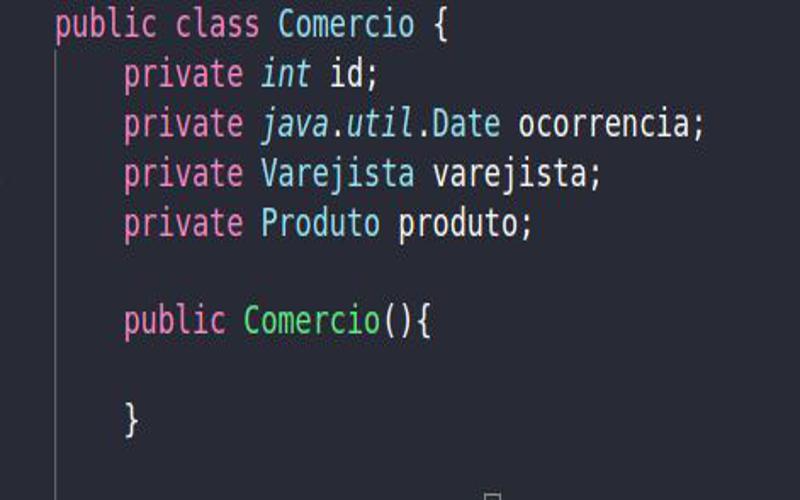 public class Comercio {
private int id;
private java.util.Date ocorrencia;
private Varejista varejista;
private Produto produto;
public Comercio(){
}